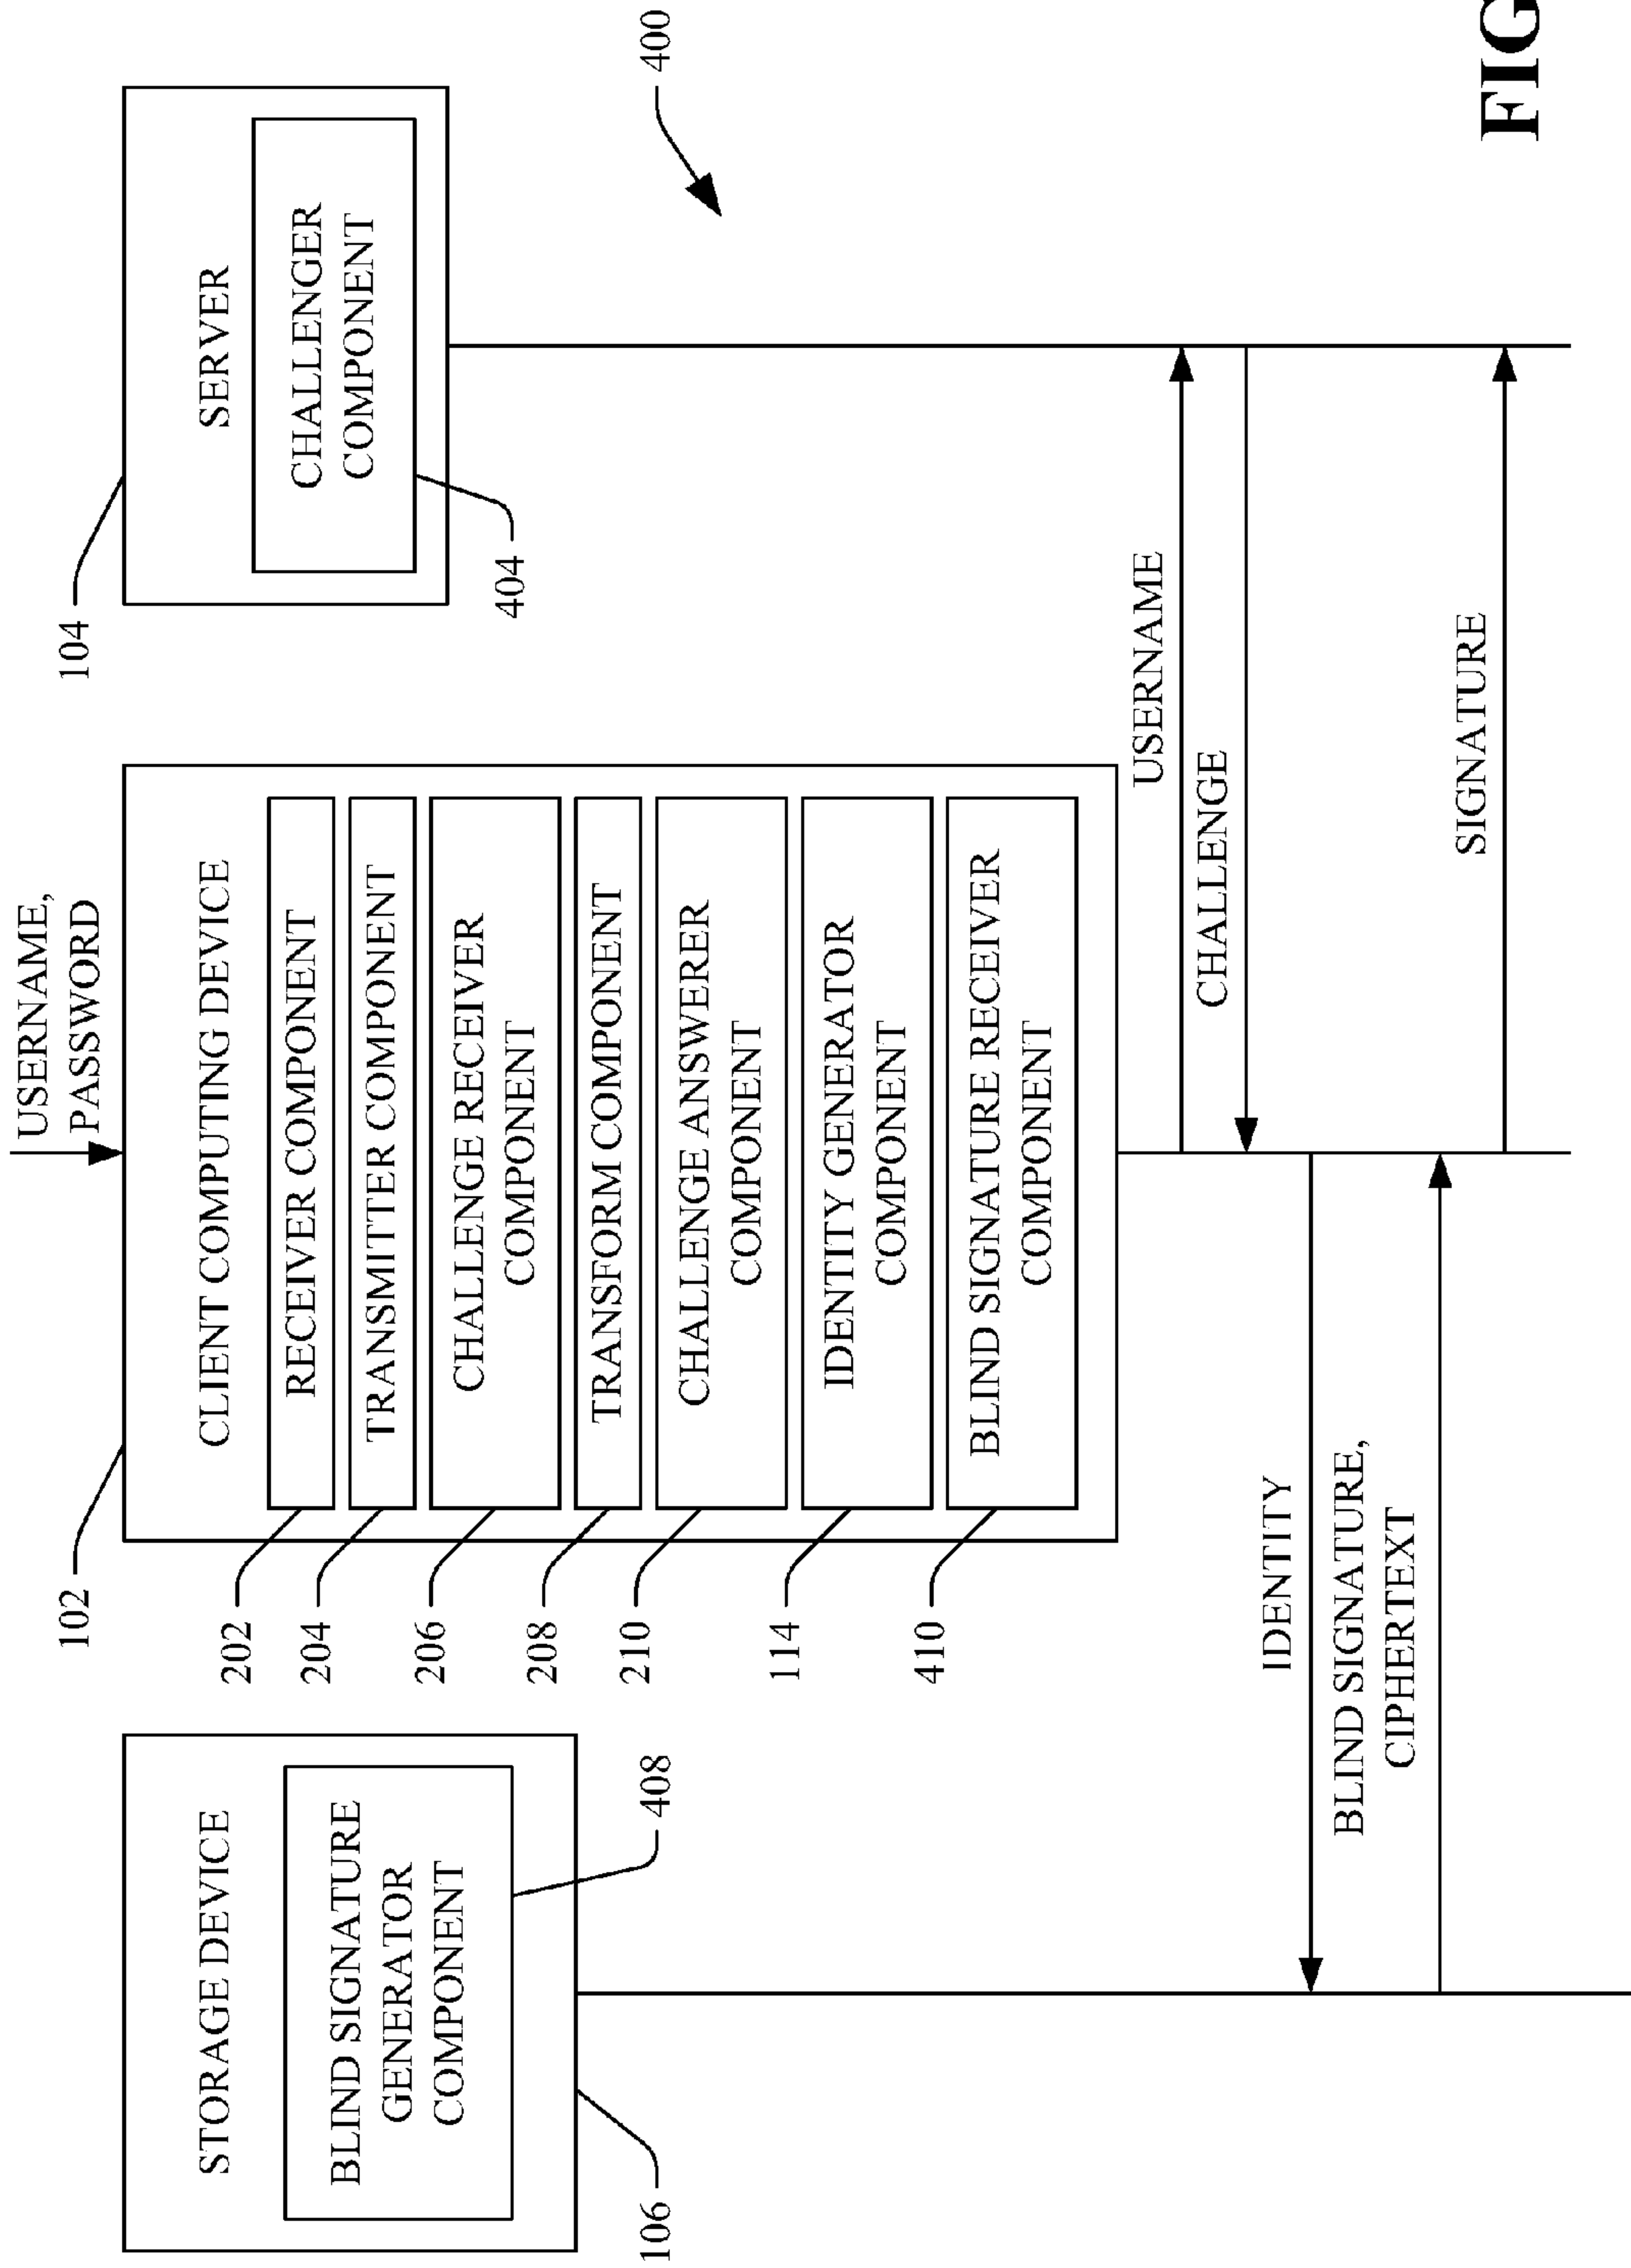 USERNAME,
PASSWORD
102
104
106
STORAGE DEVICE
BLIND SIGNATURE
GENERATOR
COMPONENT
408
CLIENT COMPUTING DEVICE
202
RECEIVER COMPONENT
204
TRANSMITTER COMPONENT
206
CHALLENGE RECEIVER
COMPONENT
208
TRANSFORM COMPONENT
210
CHALLENGE ANSWERER
COMPONENT
114
IDENTITY GENERATOR
COMPONENT
410
BLIND SIGNATURE RECEIVER
COMPONENT
SERVER
CHALLENGER
COMPONENT
404
400
USERNAME
CHALLENGE
IDENTITY
BLIND SIGNATURE,
CIPHERTEXT
SIGNATURE
FIG